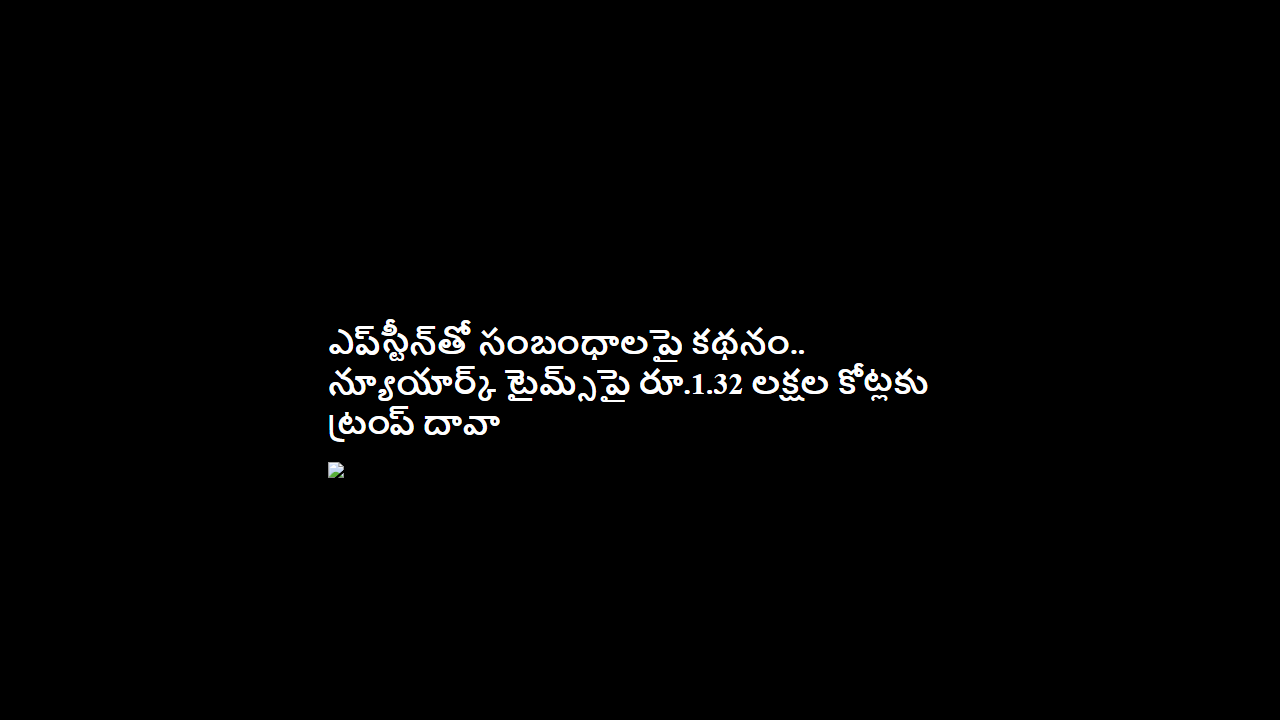 ఎప్‌స్టీన్‌తో సంబంధాలపై కథనం..
న్యూయార్క్ టైమ్స్‌పై రూ.1.32 లక్షల కోట్లకు
ట్రంప్ దావా